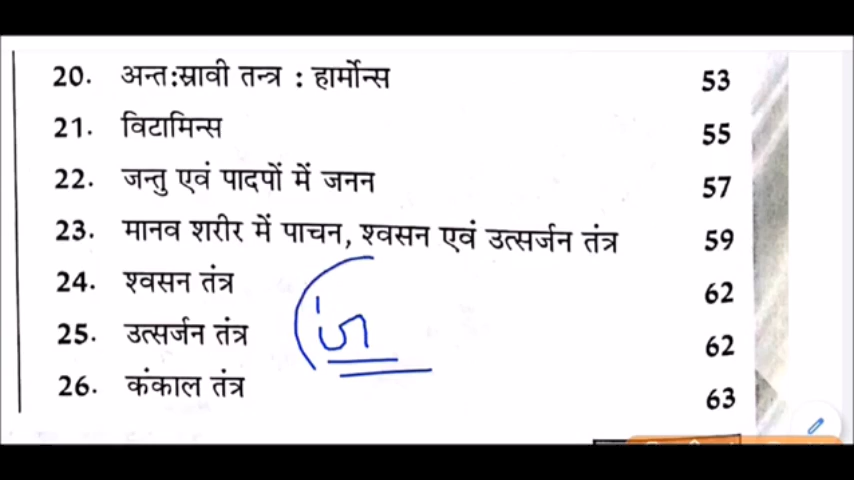 20. अन्त:स्रावी तन्त्र : हार्मोन्स 53
21. विटामिन्स 55
22. जन्तु एवं पादपों में जनन 57
23. मानव शरीर में पाचन, श्वसन एवं उत्सर्जन तंत्र 59
24. श्वसन तंत्र 62
25. उत्सर्जन तंत्र 62
26. कंकाल तंत्र 63